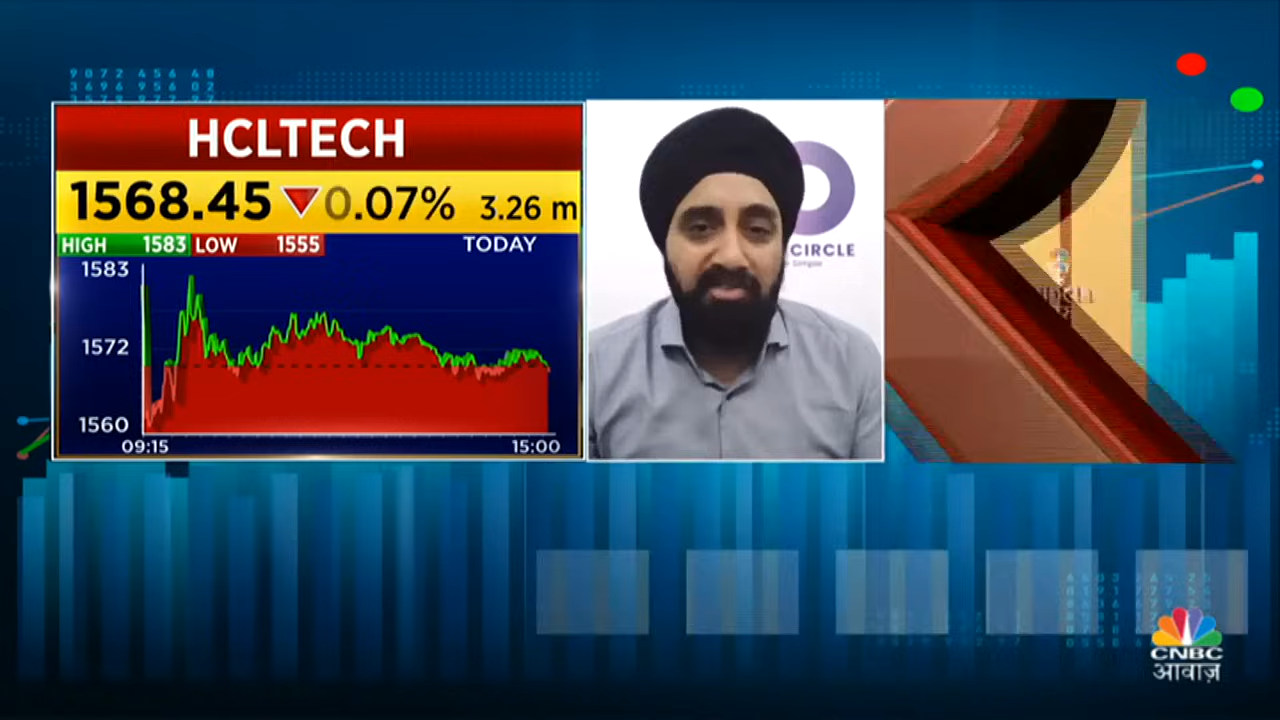 HCLTECH
1568.45 0.07% 3.26 m
HIGH 1583 LOW 1555 TODAY
1583
1572
1560
09:15 15:00
CIRCLE
Simple
CNBC
आवाज़